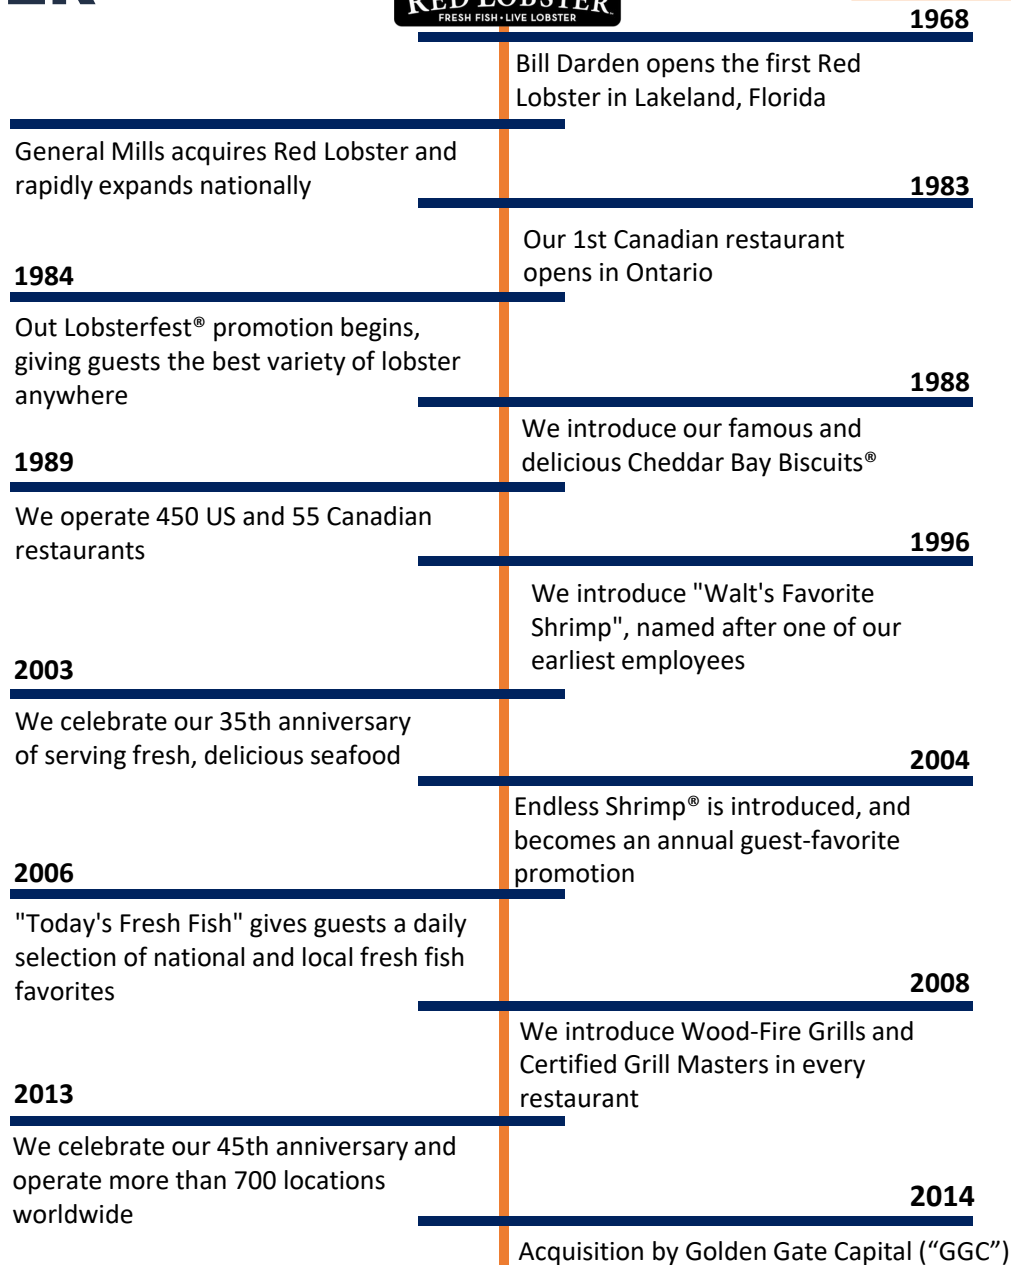 RED LOBSTER
FRESH FISH • LIVE LOBSTER
1968
Bill Darden opens the first Red
Lobster in Lakeland, Florida
General Mills acquires Red Lobster and
rapidly expands nationally
1983
Our 1st Canadian restaurant
opens in Ontario
1984
Out Lobsterfest® promotion begins,
giving guests the best variety of lobster
anywhere
1988
We introduce our famous and
delicious Cheddar Bay Biscuits®
1989
We operate 450 US and 55 Canadian
restaurants
1996
We introduce "Walt's Favorite
Shrimp", named after one of our
earliest employees
2003
We celebrate our 35th anniversary
of serving fresh, delicious seafood
2004
Endless Shrimp® is introduced, and
becomes an annual guest-favorite
promotion
2006
"Today's Fresh Fish" gives guests a daily
selection of national and local fresh fish
favorites
2008
We introduce Wood-Fire Grills and
Certified Grill Masters in every
restaurant
2013
We celebrate our 45th anniversary and
operate more than 700 locations
worldwide
2014
Acquisition by Golden Gate Capital (“GGC”)